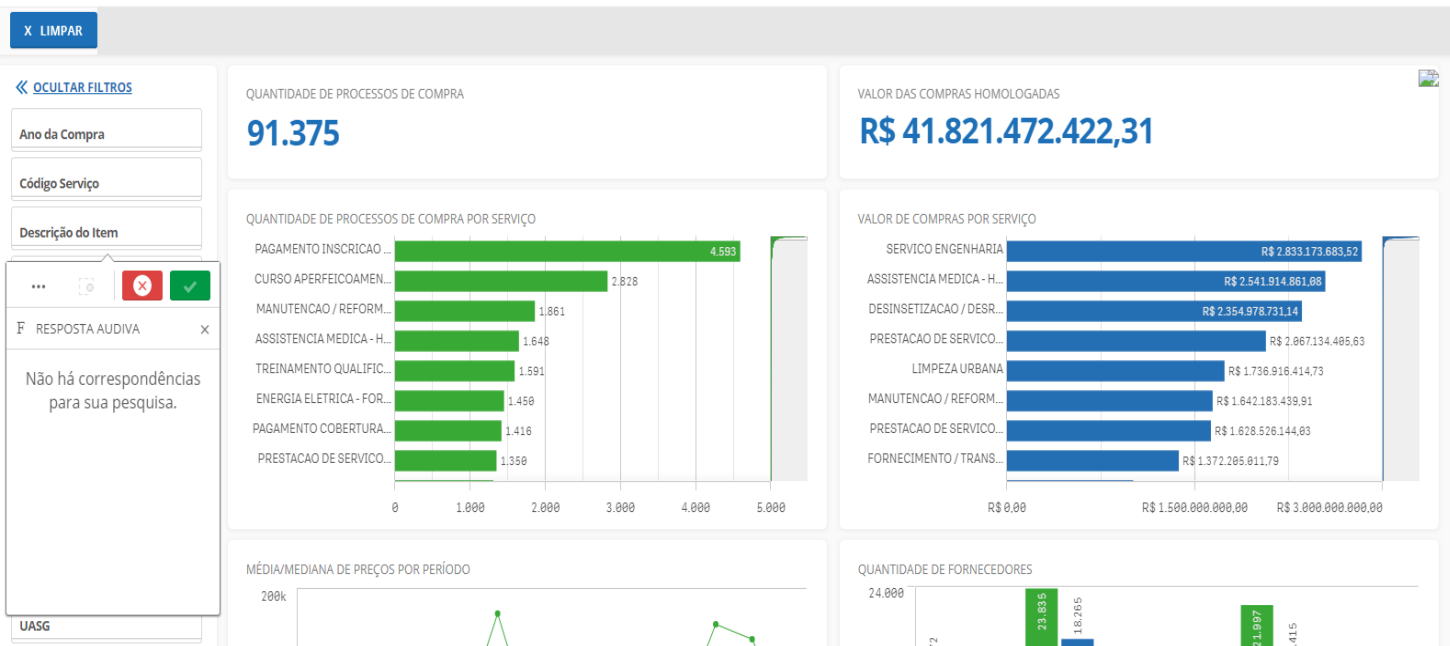 X LIMPAR
OCULTAR FILTROS
Ano da Compra
Código Serviço
Descrição do Item
RESPOSTA AUDIVA
Não há correspondências
para sua pesquisa.
UASG
QUANTIDADE DE PROCESSOS DE COMPRA
91.375
VALOR DAS COMPRAS HOMOLOGADAS
R$ 41.821.472.422,31
QUANTIDADE DE PROCESSOS DE COMPRA POR SERVIÇO
PAGAMENTO INSCRICAO ... 4.593
CURSO APERFEICOAMEN... 2.828
MANUTENCAO / REFORM... 1.861
ASSISTENCIA MEDICA - H... 1.648
TREINAMENTO QUALIFIC... 1.591
ENERGIA ELETRICA - FOR... 1.450
PAGAMENTO COBERTURA... 1.416
PRESTACAO DE SERVICO... 1.350
0 1.000 2.000 3.000 4.000 5.000
VALOR DE COMPRAS POR SERVIÇO
SERVICO ENGENHARIA R$ 2.833.173.683,52
ASSISTENCIA MEDICA - H... R$ 2.541.914.861,08
DESINSETIZACAO / DESR... R$ 2.354.978.731,14
PRESTACAO DE SERVICO... R$ 2.067.134.405,63
LIMPEZA URBANA R$ 1.736.916.414,73
MANUTENCAO / REFORM... R$ 1.642.183.439,91
PRESTACAO DE SERVICO... R$ 1.628.526.144,03
FORNECIMENTO / TRANS... R$ 1.372.205.011,79
R$ 0,00 R$ 1.500.000.000,00 R$ 3.000.000.000,00
MÉDIA/MEDIANA DE PREÇOS POR PERÍODO
200k
QUANTIDADE DE FORNECEDORES
24.000
23.835
18.265